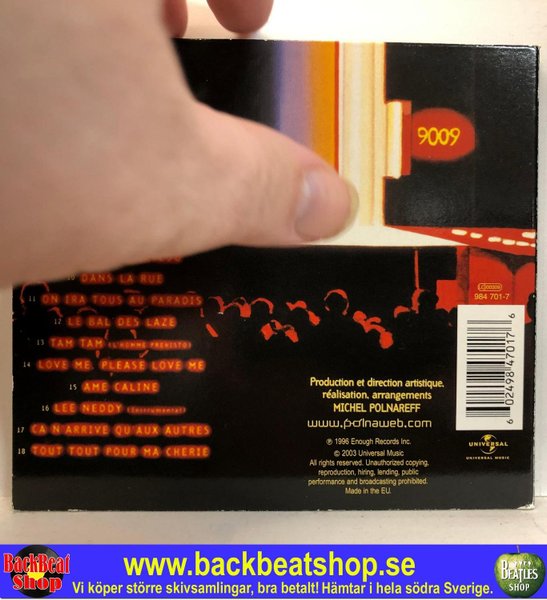 9009
10 DANS LA RUE
11 ON IRA TOUS AU PARADIS
12 LE BAL DES LAZE
13 TAM TAM (L'HOMME PREHISTO)
14 LOVE ME, PLEASE LOVE ME
15 AME CALINE
16 LEE NEDDY (Instrumental)
17 CA N ARRIVE QU AUX AUTRES
18 TOUT TOUT POUR MA CHERIE
984 701-7
6 02498 47017 6
Production et direction artistique,
réalisation, arrangements
MICHEL POLNAREFF
www.polnaweb.com
℗ 1996 Enough Records Inc.
© 2003 Universal Music
All rights reserved. Unauthorized copying,
reproduction, hiring, lending, public
performance and broadcasting prohibited.
Made in the EU.
UNIVERSAL
UNIVERSAL MUSIC
BackBeat
Shop
www.backbeatshop.se
Vi köper större skivsamlingar, bra betalt! Hämtar i hela södra Sverige.
THE
BEATLES
SHOP